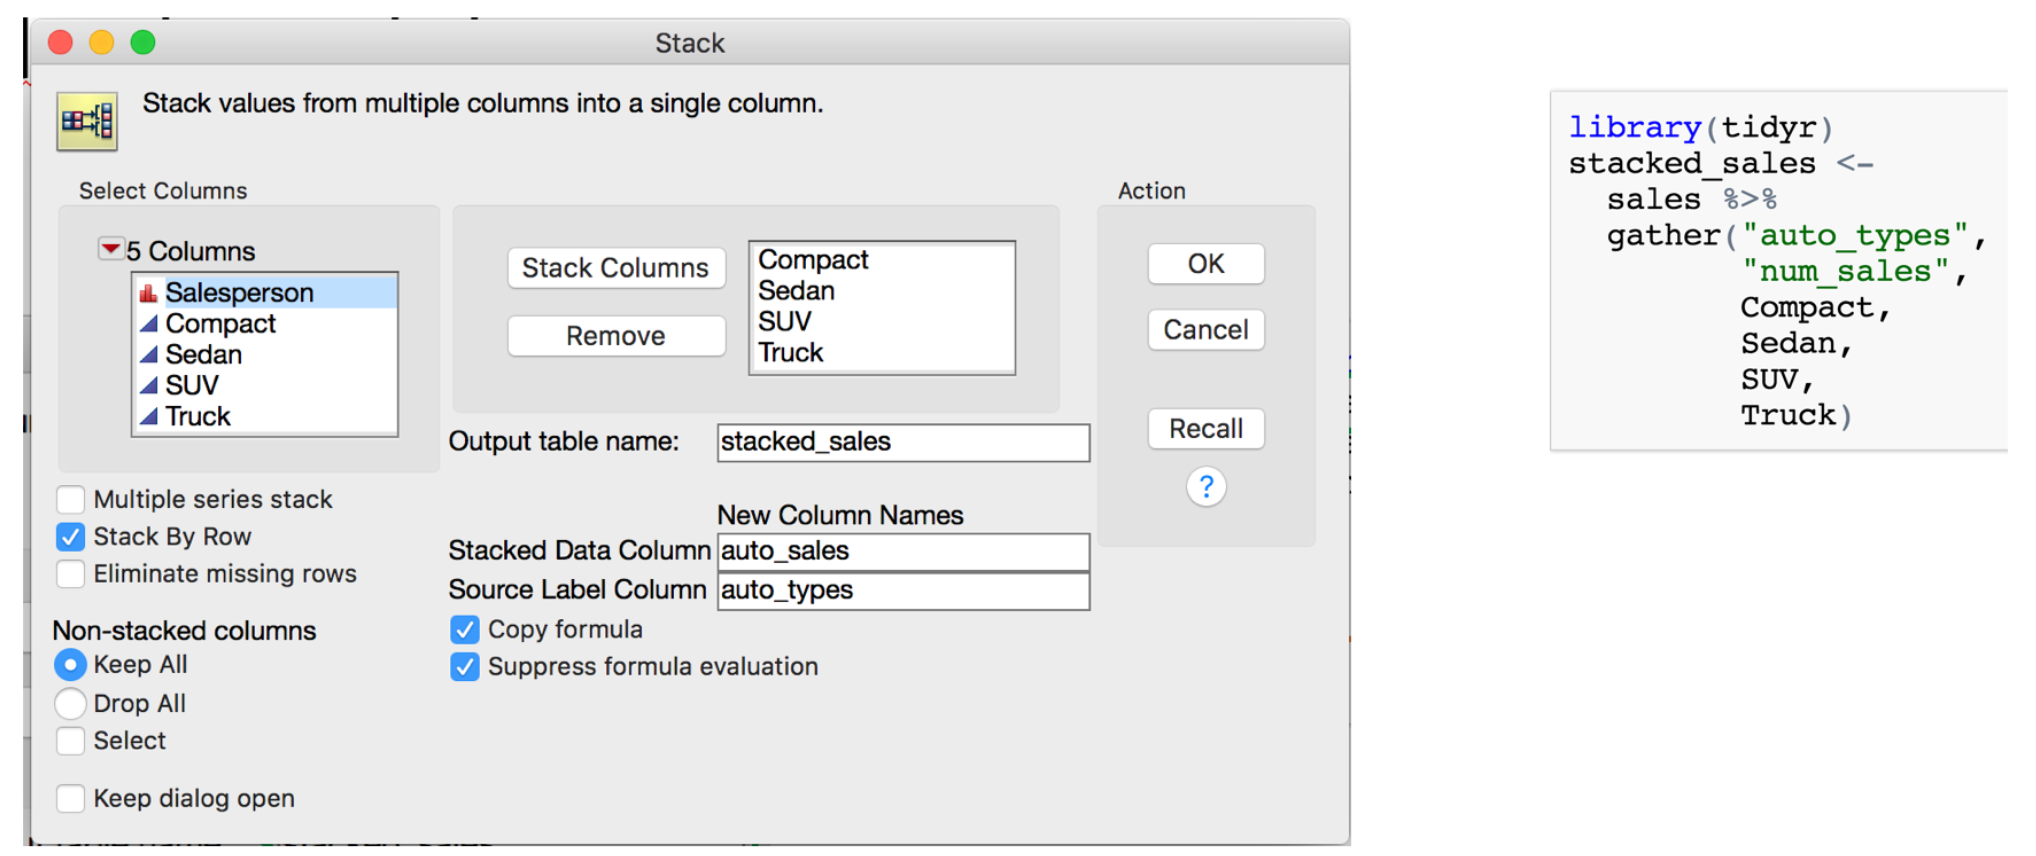 Stack
Stack values from multiple columns into a single column.
Select Columns
5 Columns
Salesperson
Compact
Sedan
SUV
Truck
Stack Columns
Remove
Compact
Sedan
SUV
Truck
Action
OK
Cancel
Recall
?
Output table name: stacked_sales
Multiple series stack
Stack By Row
Eliminate missing rows
New Column Names
Stacked Data Column auto_sales
Source Label Column auto_types
Copy formula
Suppress formula evaluation
Non-stacked columns
Keep All
Drop All
Select
Keep dialog open
library(tidyr)
stacked_sales <-
  sales %>%
  gather("auto_types",
         "num_sales",
         Compact,
         Sedan,
         SUV,
         Truck)